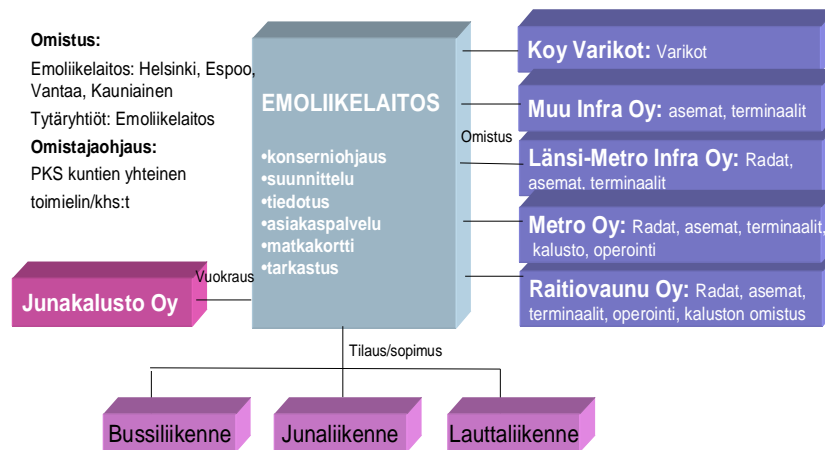 Omistus:
Emoliikelaitos: Helsinki, Espoo,
Vantaa, Kauniainen
Tytäryhtiöt: Emoliikelaitos
Omistajaohjaus:
PKS kuntien yhteinen
toimielin/khs:t
EMOLIIKELAITOS
•konserniohjaus
•suunnittelu
•tiedotus
•asiakaspalvelu
•matkakortti
•tarkastus
Omistus
Koy Varikot: Varikot
Muu Infra Oy: asemat, terminaalit
Länsi-Metro Infra Oy: Radat,
asemat, terminaalit
Metro Oy: Radat, asemat, terminaalit,
kalusto, operointi
Raitiovaunu Oy: Radat, asemat,
terminaalit, operointi, kaluston omistus
Vuokraus
Junakalusto Oy
Tilaus/sopimus
Bussiliikenne
Junaliikenne
Lauttaliikenne